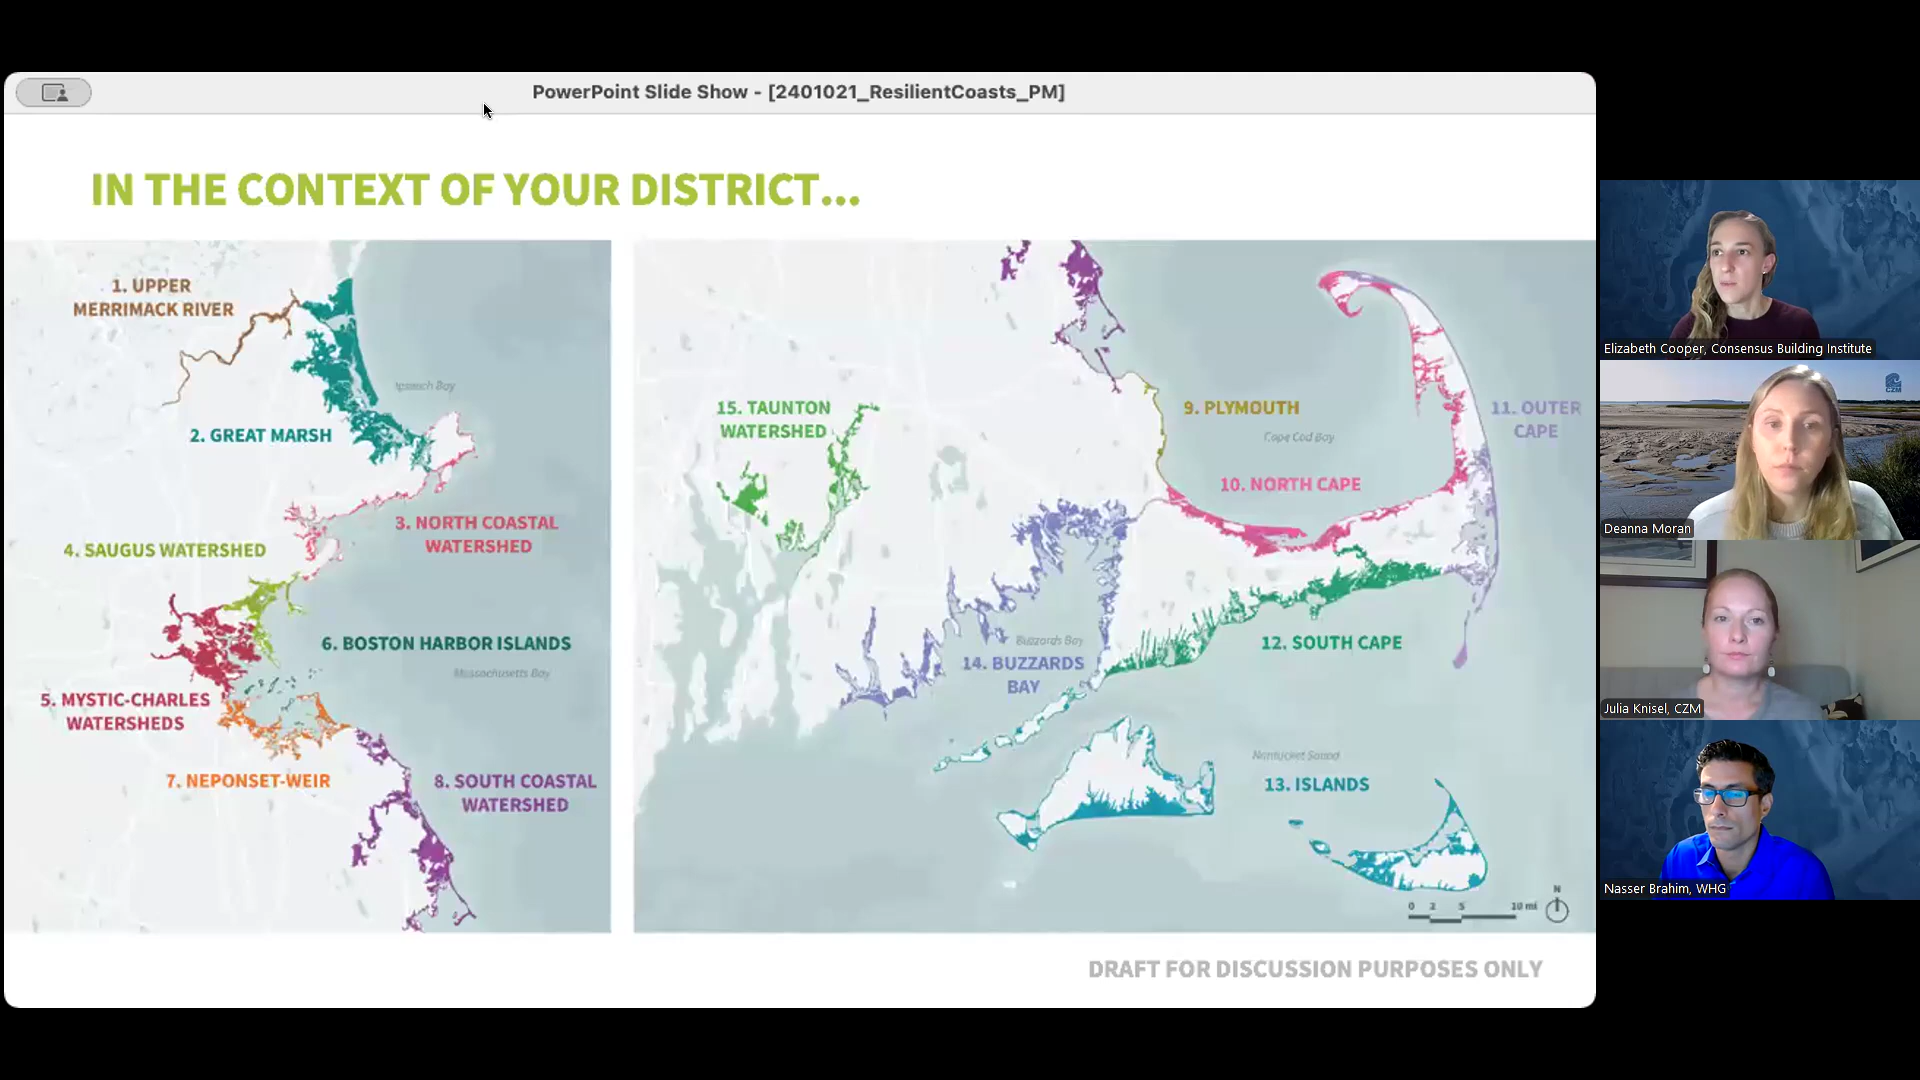 PowerPoint Slide Show - [2401021_ResilientCoasts_PM]
IN THE CONTEXT OF YOUR DISTRICT...
1. UPPER
MERRIMACK RIVER
Ipswich Bay
2. GREAT MARSH
3. NORTH COASTAL
WATERSHED
4. SAUGUS WATERSHED
6. BOSTON HARBOR ISLANDS
Massachusetts Bay
5. MYSTIC-CHARLES
WATERSHEDS
7. NEPONSET-WEIR
8. SOUTH COASTAL
WATERSHED
15. TAUNTON
WATERSHED
9. PLYMOUTH
Cape Cod Bay
11. OUTER
CAPE
10. NORTH CAPE
Buzzards Bay
14. BUZZARDS
BAY
12. SOUTH CAPE
Nantucket Sound
13. ISLANDS
N
0 2 5 10 mi
DRAFT FOR DISCUSSION PURPOSES ONLY
Elizabeth Cooper, Consensus Building Institute
CZM
Deanna Moran
Julia Knisel, CZM
Nasser Brahim, WHG